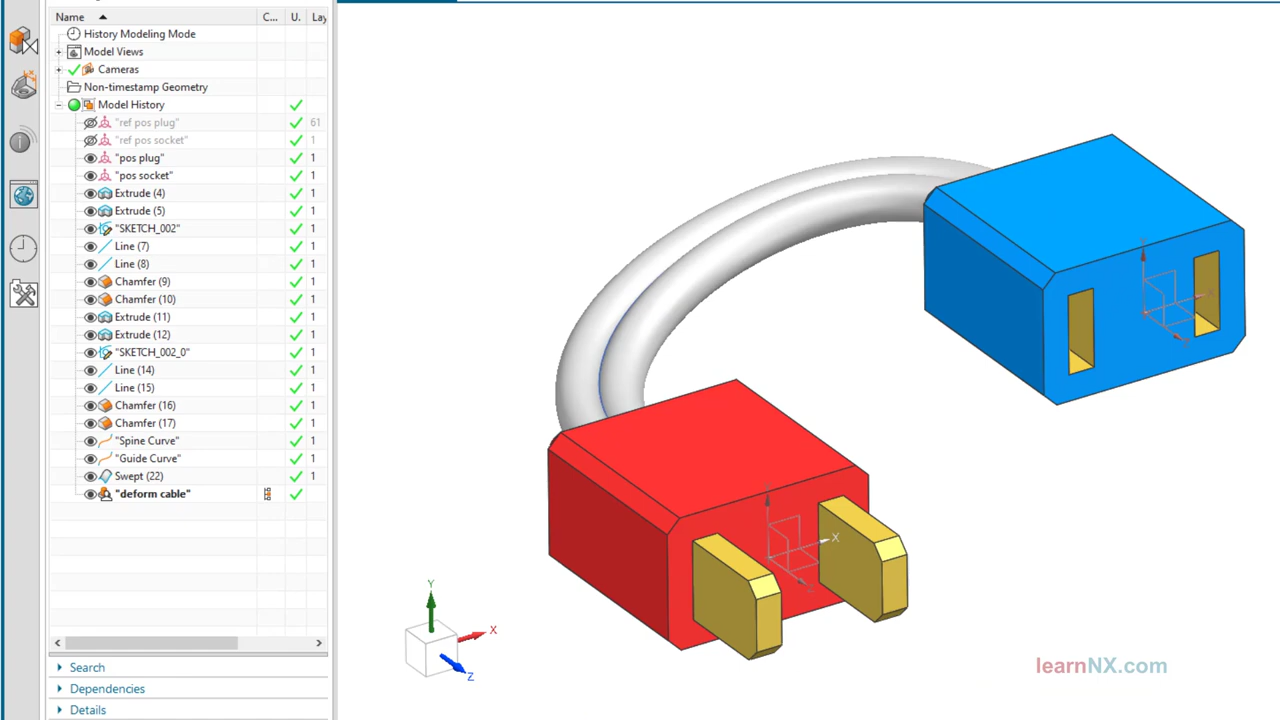 Name C... U. Lay
History Modeling Mode
Model Views
Cameras
Non-timestamp Geometry
Model History
"ref pos plug" 61
"ref pos socket" 1
"pos plug" 1
"pos socket" 1
Extrude (4) 1
Extrude (5) 1
"SKETCH_002" 1
Line (7) 1
Line (8) 1
Chamfer (9) 1
Chamfer (10) 1
Extrude (11) 1
Extrude (12) 1
"SKETCH_002_0" 1
Line (14) 1
Line (15) 1
Chamfer (16) 1
Chamfer (17) 1
"Spine Curve" 1
"Guide Curve" 1
Swept (22) 1
"deform cable"
Search
Dependencies
Details
X
X
Y
X
Z
learnNX.com